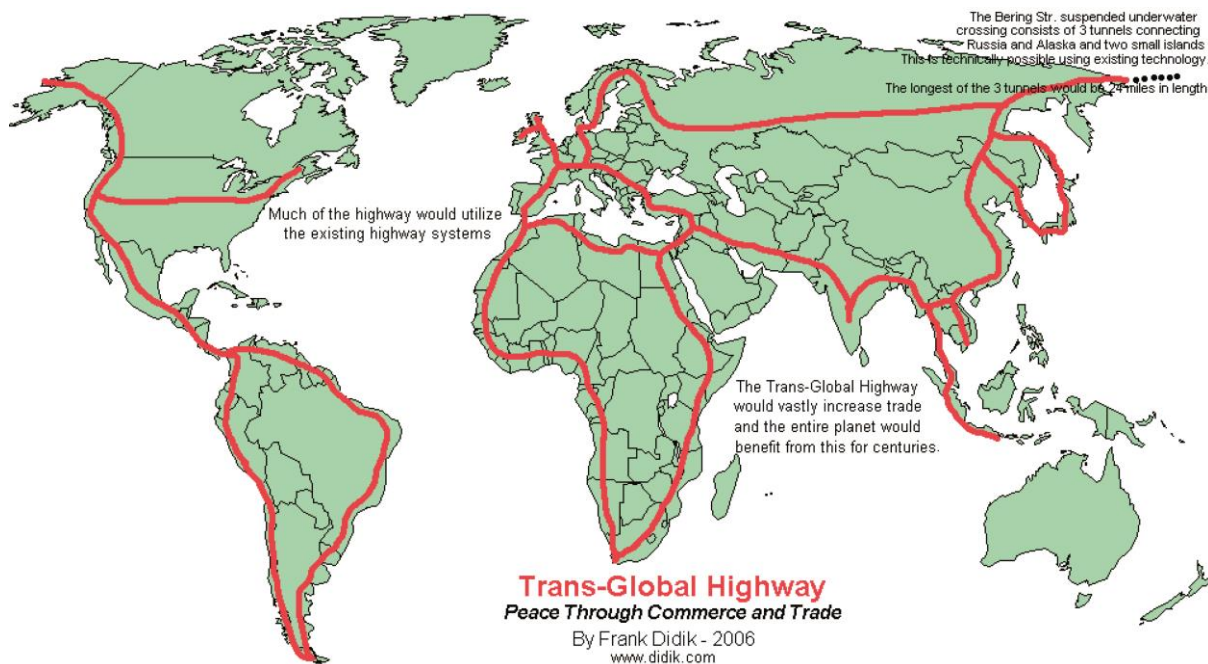 The Bering Str. suspended underwater
crossing consists of 3 tunnels connecting
Russia and Alaska and two small islands
This is technically possible using existing technology.
The longest of the 3 tunnels would be 24 miles in length
Much of the highway would utilize
the existing highway systems
The Trans-Global Highway
would vastly increase trade
and the entire planet would
benefit from this for centuries.
Trans-Global Highway
Peace Through Commerce and Trade
By Frank Didik - 2006
www.didik.com